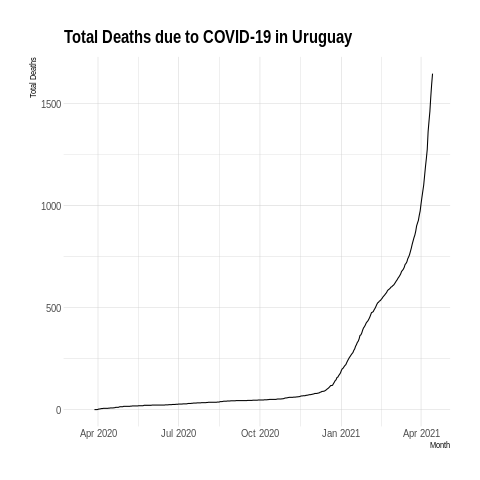 Total Deaths due to COVID-19 in Uruguay
Total Deaths
1500
1000
500
0
Apr 2020 Jul 2020 Oct 2020 Jan 2021 Apr 2021
Month